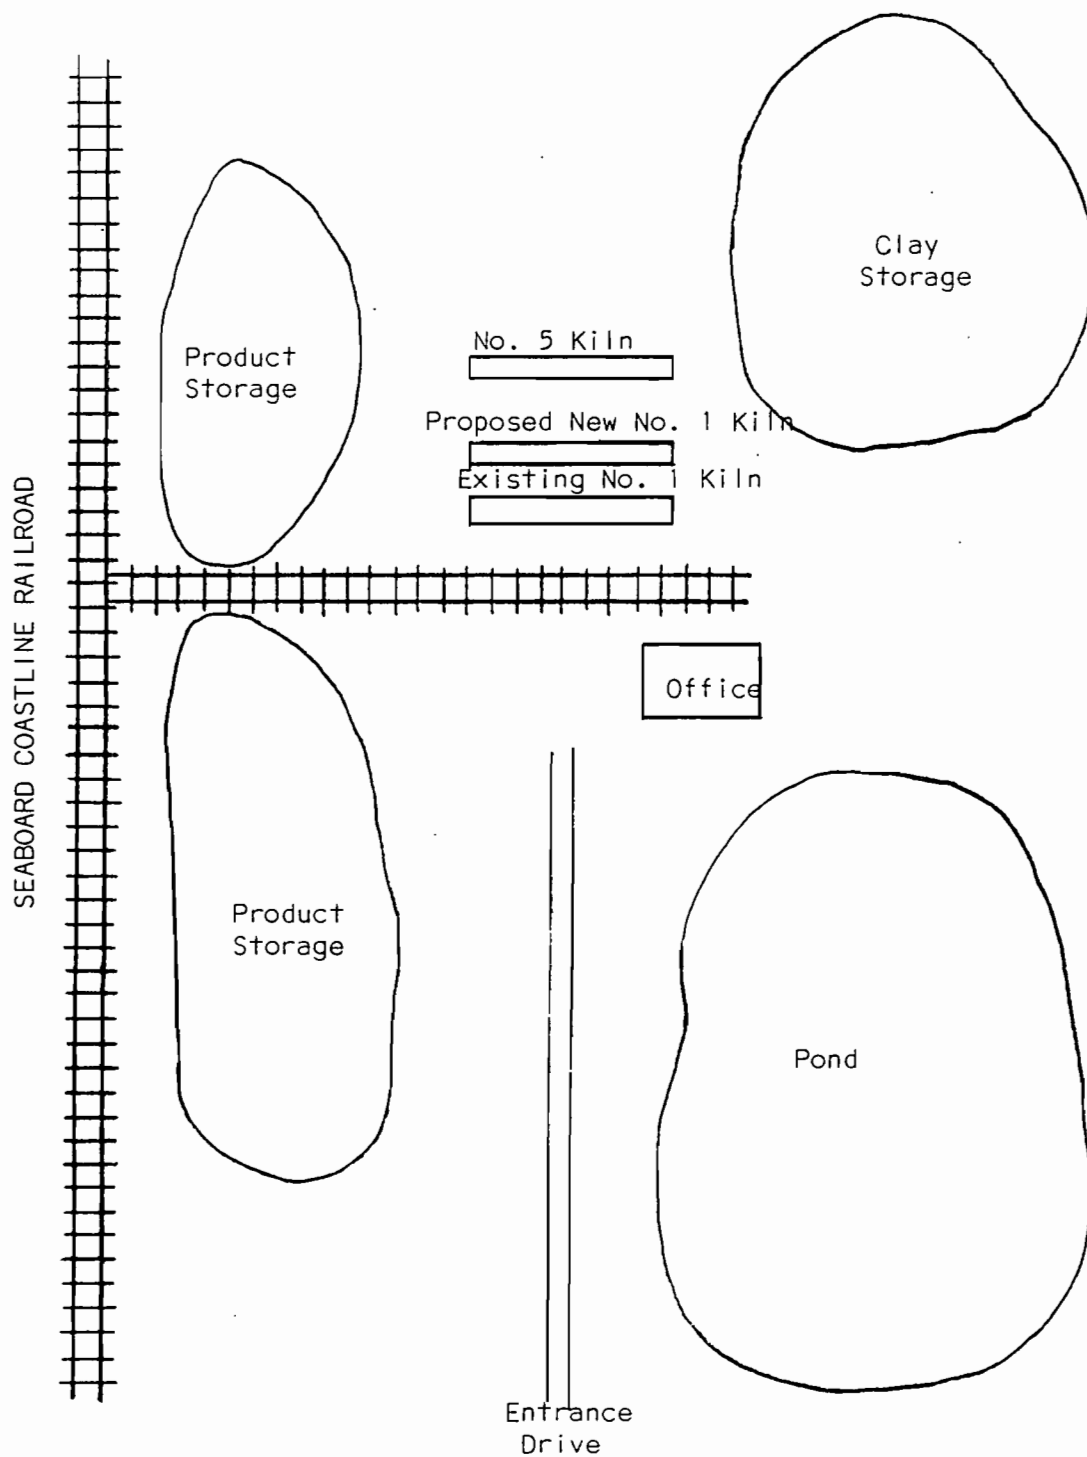 Clay
Storage
No. 5 Kiln
Product
Storage
Proposed New No. 1 Kiln
Existing No. 1 Kiln
SEABOARD COASTLINE RAILROAD
Office
Product
Storage
Pond
Entrance
Drive